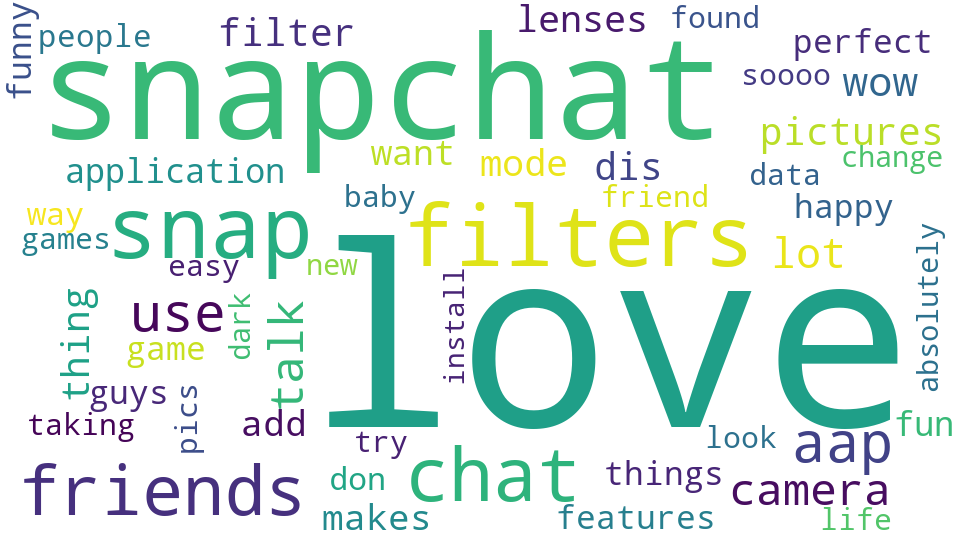 funny
people
filter
lenses
found
perfect
snapchat
soooo
wow
pictures
application
want
mode
dis
data
change
baby
friend
happy
way
games
snap
filters
lot
easy
new
love
install
absolutely
thing
use
dark
talk
game
guys
pics
taking
add
try
look
aap
fun
friends
don
chat
things
camera
makes
features
life